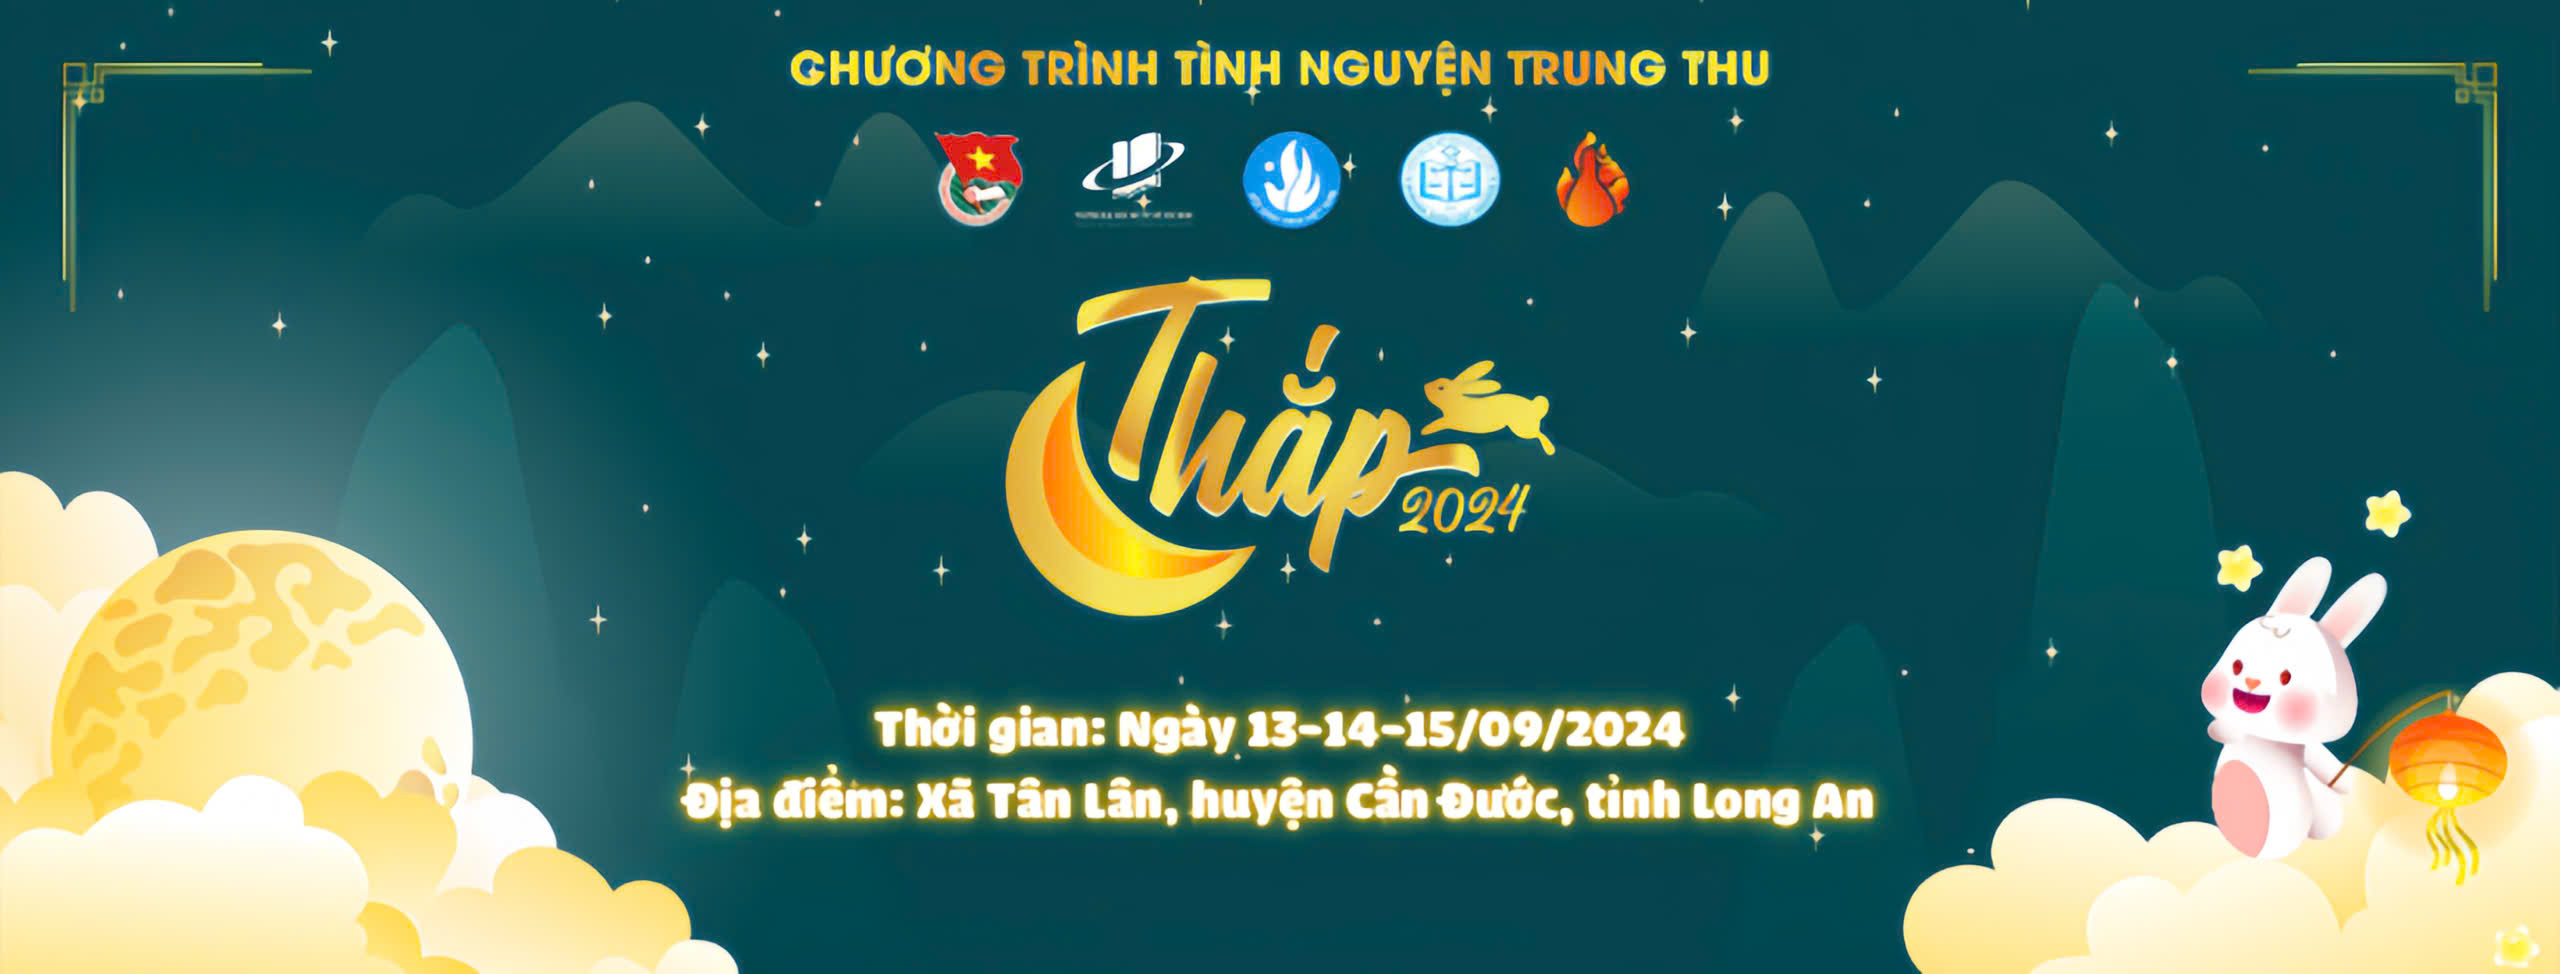 CHƯƠNG TRÌNH TÌNH NGUYỆN TRUNG THU
Thắp
2024
Thời gian: Ngày 13-14-15/09/2024
Địa điểm: Xã Tân Lân, huyện Cần Đước, tỉnh Long An